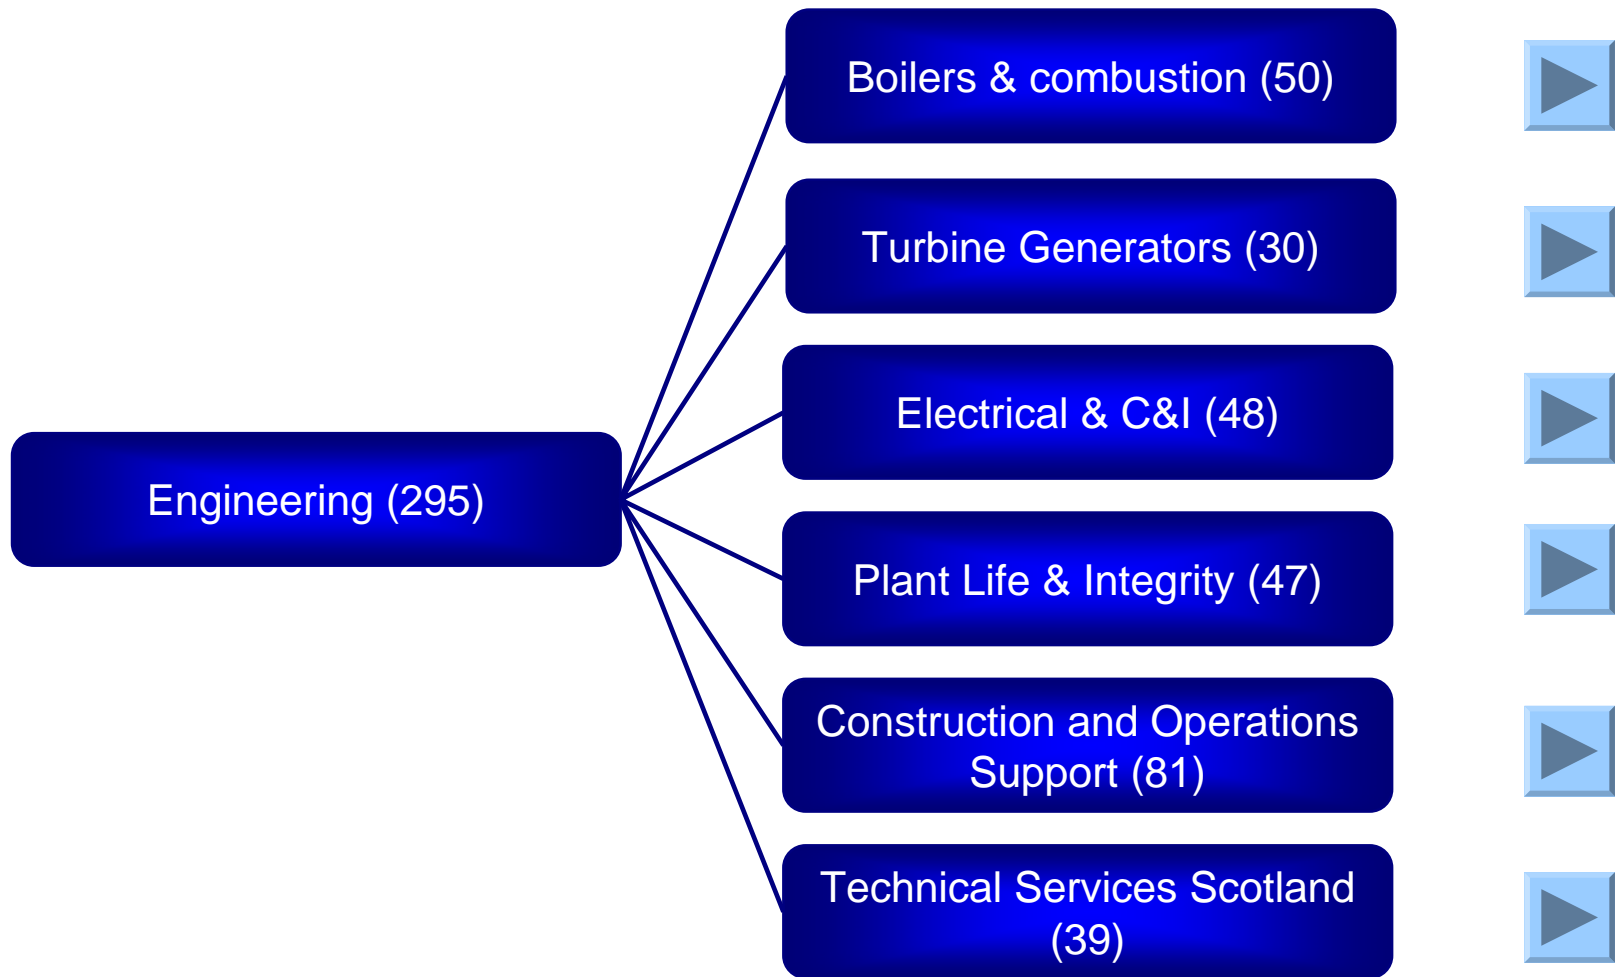 Boilers & combustion (50)
Turbine Generators (30)
Electrical & C&I (48)
Engineering (295)
Plant Life & Integrity (47)
Construction and Operations
Support (81)
Technical Services Scotland
(39)